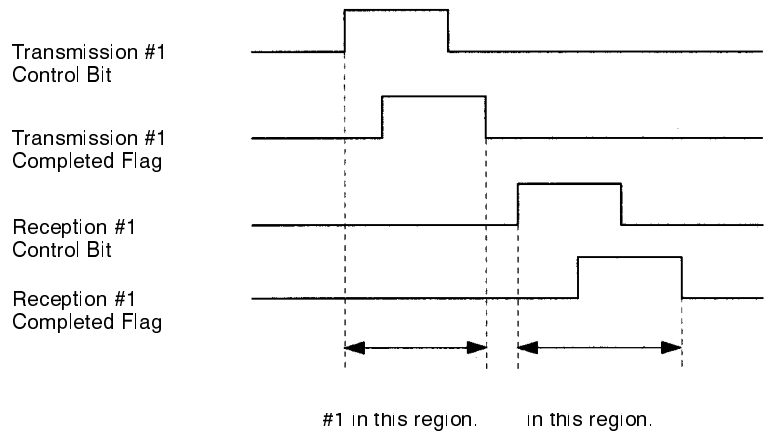 Transmission #1
Control Bit
Transmission #1
Completed Flag
Reception #1
Control Bit
Reception #1
Completed Flag
#1 in this region.
in this region.